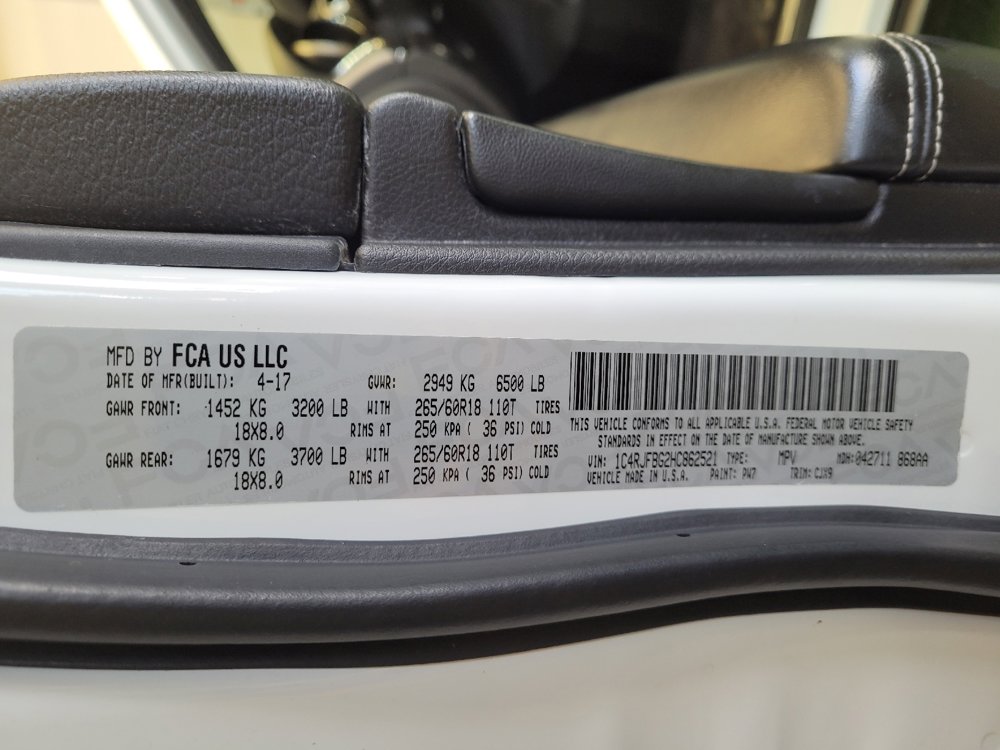 MFD BY FCA US LLC
DATE OF MFR(BUILT): 4-17 GVWR: 2949 KG 6500 LB
GAWR FRONT: 1452 KG 3200 LB WITH 265/60R18 110T TIRES
18X8.0 RIMS AT 250 KPA ( 36 PSI) COLD
GAWR REAR: 1679 KG 3700 LB WITH 265/60R18 110T TIRES
18X8.0 RIMS AT 250 KPA ( 36 PSI) COLD
THIS VEHICLE CONFORMS TO ALL APPLICABLE U.S.A. FEDERAL MOTOR VEHICLE SAFETY
STANDARDS IN EFFECT ON THE DATE OF MANUFACTURE SHOWN ABOVE.
VIN: 1C4RJFBG2HC862521 TYPE: MPV MDH: 042711 868AA
VEHICLE MADE IN U.S.A. PAINT: PW7 TRIM: CJX9